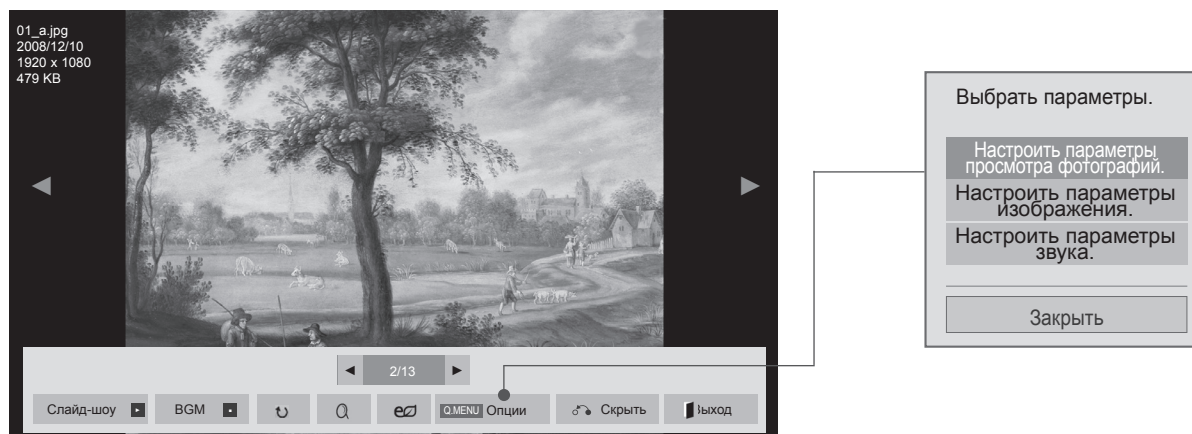 01_a.jpg
2008/12/10
1920 x 1080
479 KB
2/13
Слайд-шоу BGM Q.MENU Опции Скрыть Выход
Выбрать параметры.
Настроить параметры
просмотра фотографий.
Настроить параметры
изображения.
Настроить параметры
звука.
Закрыть